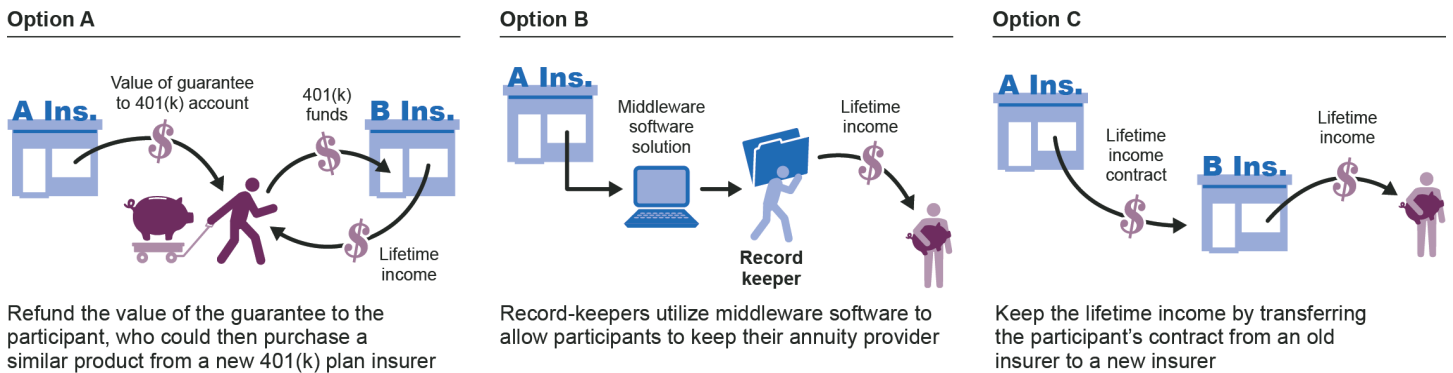 Option A
A Ins.
Value of guarantee
to 401(k) account
$
401(k)
funds
$
B Ins.
$
Lifetime
income
Refund the value of the guarantee to the
participant, who could then purchase a
similar product from a new 401(k) plan insurer
Option B
A Ins.
Middleware
software
solution
Record
keeper
Lifetime
income
$
Record-keepers utilize middleware software to
allow participants to keep their annuity provider
Option C
A Ins.
Lifetime
income
contract
$
B Ins.
Lifetime
income
$
Keep the lifetime income by transferring
the participant’s contract from an old
insurer to a new insurer